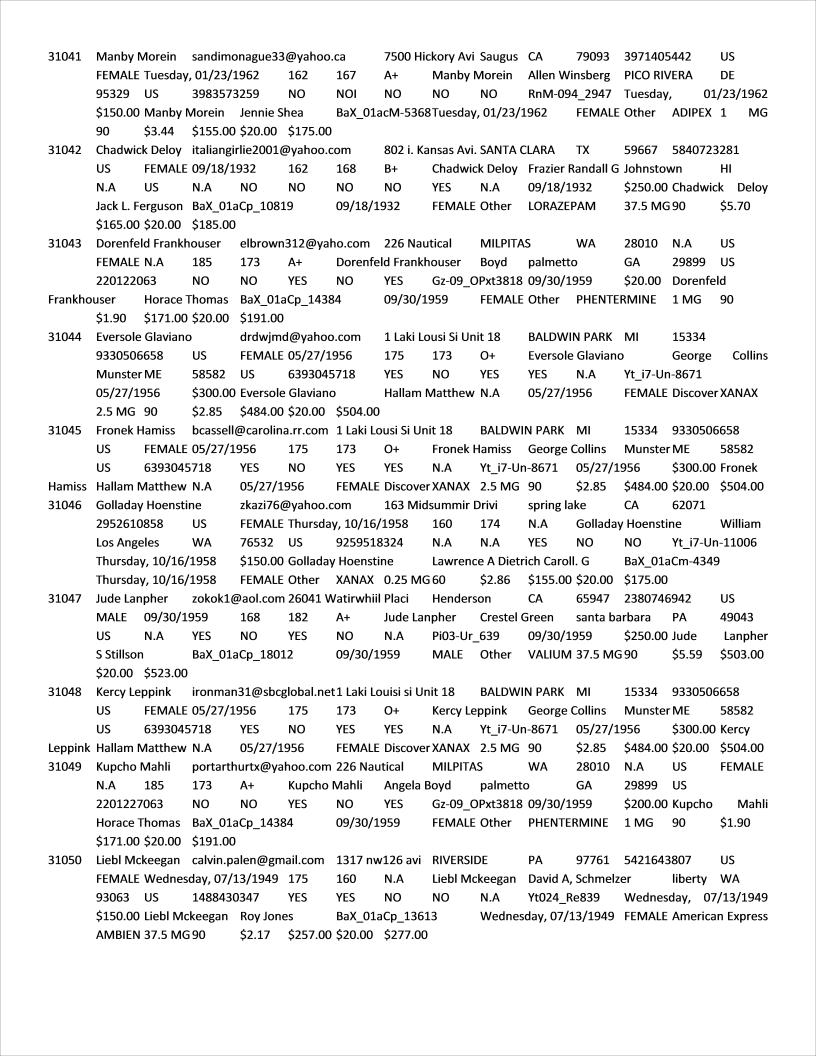 31041 Manby Morein sandimonague33@yahoo.ca 7500 Hickory Avi Saugus CA 79093 3971405442 US
FEMALE Tuesday, 01/23/1962 162 167 A+ Manby Morein Allen Winsberg PICO RIVERA DE
95329 US 3983573259 NO NOI NO NO NO RnM-094_2947 Tuesday, 01/23/1962
$150.00 Manby Morein Jennie Shea BaX_01acM-5368 Tuesday, 01/23/1962 FEMALE Other ADIPEX 1 MG
90 $3.44 $155.00 $20.00 $175.00
31042 Chadwick Deloy italiangirlie2001@yahoo.com 802 i. Kansas Avi. SANTA CLARA TX 59667 5840723281
US FEMALE 09/18/1932 162 168 B+ Chadwick Deloy Frazier Randall G Johnstown HI
N.A US N.A NO NO NO NO YES N.A 09/18/1932 $250.00 Chadwick Deloy
Jack L. Ferguson BaX_01aCp_10819 09/18/1932 FEMALE Other LORAZEPAM 37.5 MG 90 $5.70
$165.00 $20.00 $185.00
31043 Dorenfeld Frankhouser elbrown312@yaho.com 226 Nautical MILPITAS WA 28010 N.A US
FEMALE N.A 185 173 A+ Dorenfeld Frankhouser Boyd palmetto GA 29899 US
220122063 NO NO YES NO YES Gz-09_OPxt3818 09/30/1959 $20.00 Dorenfeld
Frankhouser Horace Thomas BaX_01aCp_14384 09/30/1959 FEMALE Other PHENTERMINE 1 MG 90
$1.90 $171.00 $20.00 $191.00
31044 Eversole Glaviano drdwjmd@yahoo.com 1 Laki Lousi Si Unit 18 BALDWIN PARK MI 15334
9330506658 US FEMALE 05/27/1956 175 173 O+ Eversole Glaviano George Collins
Munster ME 58582 US 6393045718 YES NO YES YES N.A Yt_i7-Un-8671
05/27/1956 $300.00 Eversole Glaviano Hallam Matthew N.A 05/27/1956 FEMALE Discover XANAX
2.5 MG 90 $2.85 $484.00 $20.00 $504.00
31045 Fronek Hamiss bcassell@carolina.rr.com 1 Laki Lousi Si Unit 18 BALDWIN PARK MI 15334 9330506658
US FEMALE 05/27/1956 175 173 O+ Fronek Hamiss George Collins Munster ME 58582
US 6393045718 YES NO YES YES N.A Yt_i7-Un-8671 05/27/1956 $300.00 Fronek
Hamiss Hallam Matthew N.A 05/27/1956 FEMALE Discover XANAX 2.5 MG 90 $2.85 $484.00 $20.00 $504.00
31046 Golladay Hoenstine zkazi76@yahoo.com 163 Midsummir Drivi spring lake CA 62071
2952610858 US FEMALE Thursday, 10/16/1958 160 174 N.A Golladay Hoenstine William
Los Angeles WA 76532 US 9259518324 N.A N.A YES NO NO Yt_i7-Un-11006
Thursday, 10/16/1958 $150.00 Golladay Hoenstine Lawrence A Dietrich Caroll. G BaX_01aCm-4349
Thursday, 10/16/1958 FEMALE Other XANAX 0.25 MG 60 $2.86 $155.00 $20.00 $175.00
31047 Jude Lanpher zokok1@aol.com 26041 Watirwhiil Placi Henderson CA 65947 2380746942 US
MALE 09/30/1959 168 182 A+ Jude Lanpher Crestel Green santa barbara PA 49043
US N.A YES NO YES NO N.A Pi03-Ur_639 09/30/1959 $250.00 Jude Lanpher
S Stillson BaX_01aCp_18012 09/30/1959 MALE Other VALIUM 37.5 MG 90 $5.59 $503.00
$20.00 $523.00
31048 Kercy Leppink ironman31@sbcglobal.net 1 Laki Louisi si Unit 18 BALDWIN PARK MI 15334 9330506658
US FEMALE 05/27/1956 175 173 O+ Kercy Leppink George Collins Munster ME 58582
US 6393045718 YES NO YES YES N.A Yt_i7-Un-8671 05/27/1956 $300.00 Kercy
Leppink Hallam Matthew N.A 05/27/1956 FEMALE Discover XANAX 2.5 MG 90 $2.85 $484.00 $20.00 $504.00
31049 Kupcho Mahli portarthurtx@yahoo.com 226 Nautical MILPITAS WA 28010 N.A US FEMALE
N.A 185 173 A+ Kupcho Mahli Angela Boyd palmetto GA 29899 US
2201227063 NO NO YES NO YES Gz-09_OPxt3818 09/30/1959 $200.00 Kupcho Mahli
Horace Thomas BaX_01aCp_14384 09/30/1959 FEMALE Other PHENTERMINE 1 MG 90 $1.90
$171.00 $20.00 $191.00
31050 Liebl Mckeegan calvin.palen@gmail.com 1317 nw126 avi RIVERSIDE PA 97761 5421643807 US
FEMALE Wednesday, 07/13/1949 175 160 N.A Liebl Mckeegan David A, Schmelzer liberty WA
93063 US 1488430347 YES YES NO NO N.A Yt024_Re839 Wednesday, 07/13/1949
$150.00 Liebl Mckeegan Roy Jones BaX_01aCp_13613 Wednesday, 07/13/1949 FEMALE American Express
AMBIEN 37.5 MG 90 $2.17 $257.00 $20.00 $277.00